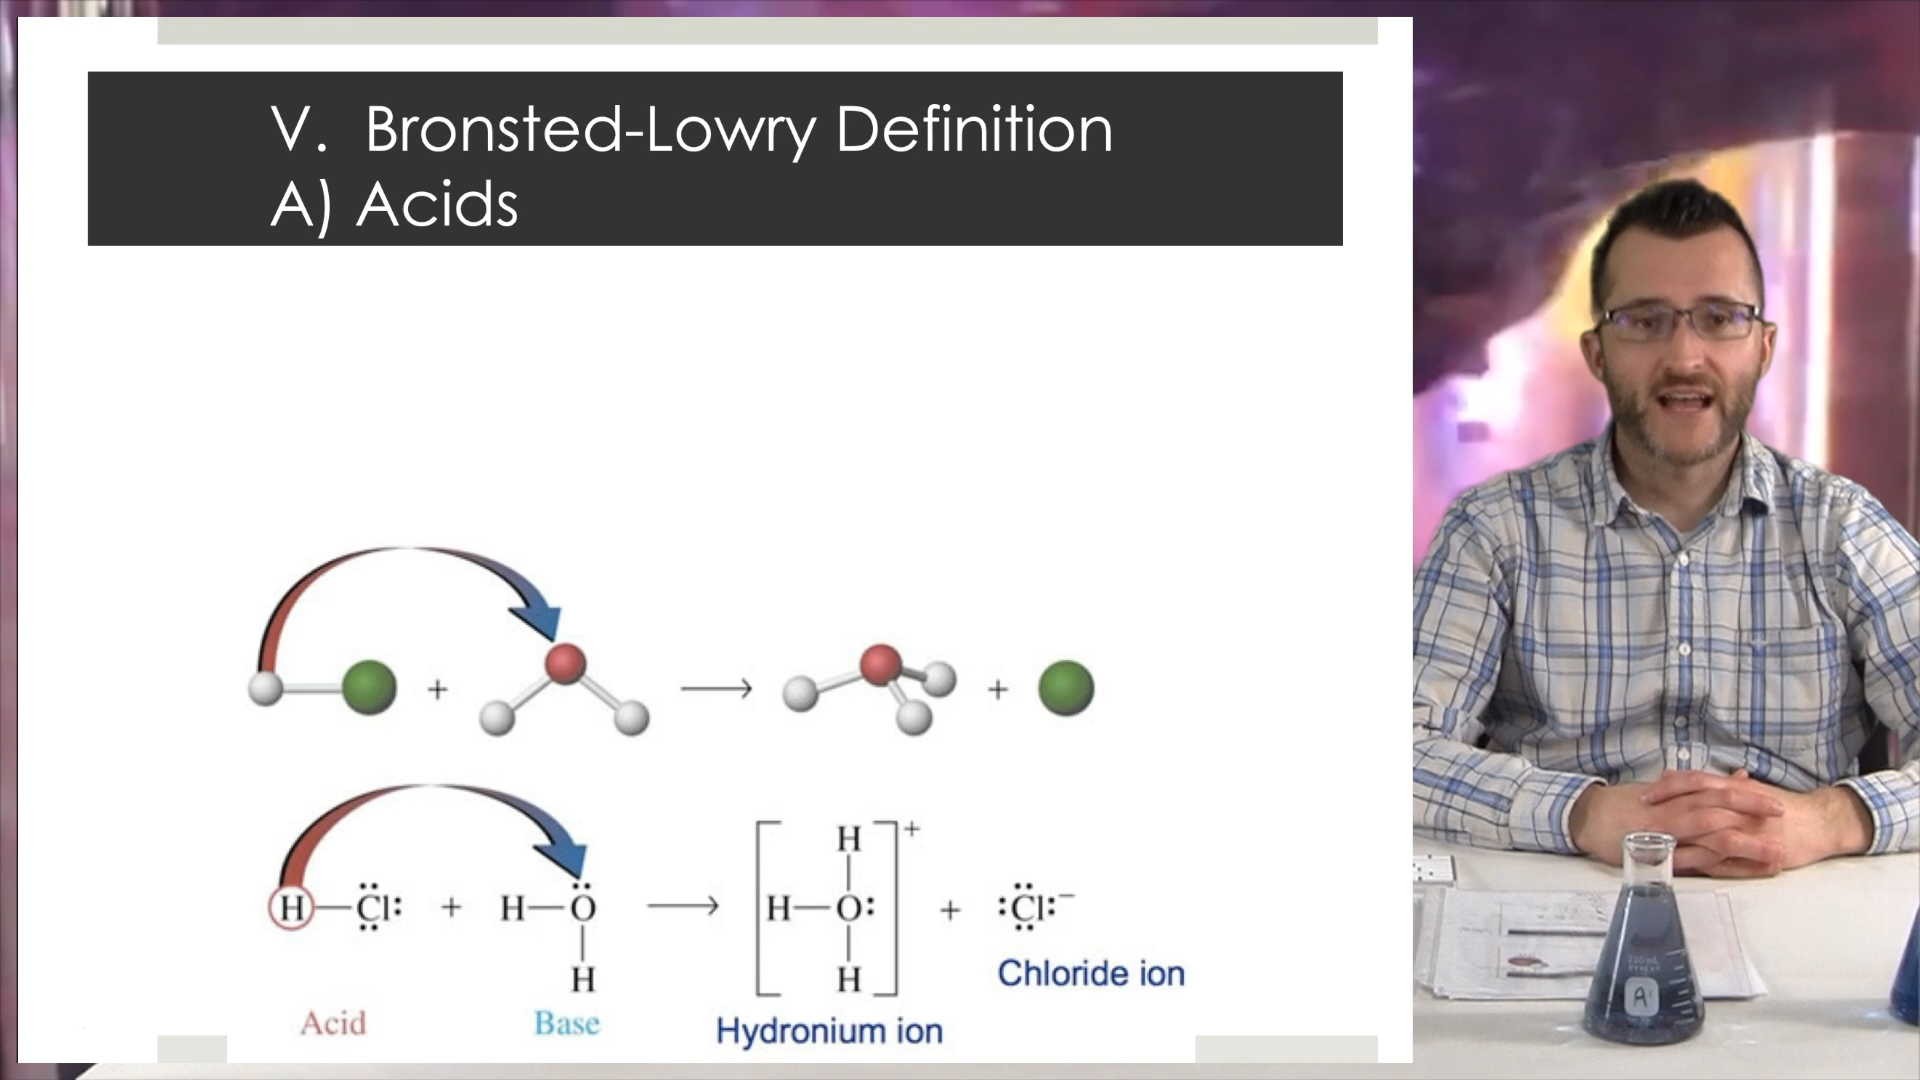 V. Bronsted-Lowry Definition
A) Acids
+ → +
H—Cl: + H—O → [H—O:]+ + :Cl:−
H
H
H
Chloride ion
Acid Base Hydronium ion
A